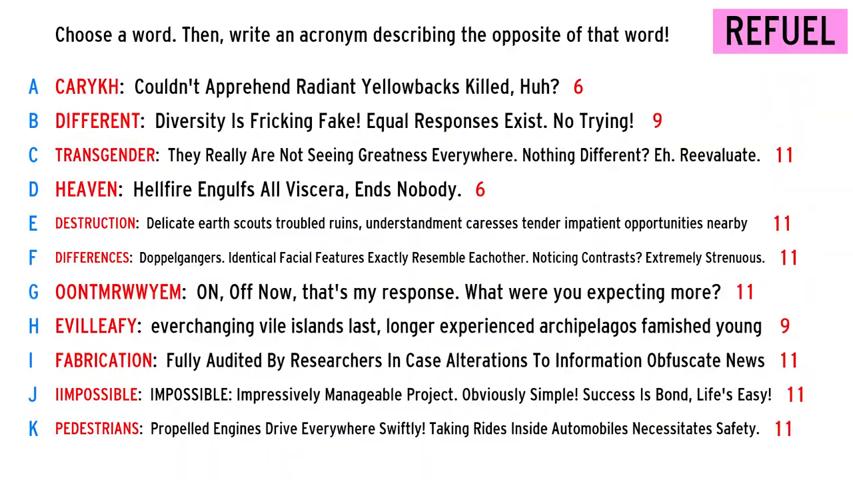 Choose a word. Then, write an acronym describing the opposite of that word!
REFUEL
A CARYKH: Couldn't Apprehend Radiant Yellowbacks Killed, Huh? 6
B DIFFERENT: Diversity Is Fricking Fake! Equal Responses Exist. No Trying! 9
C TRANSGENDER: They Really Are Not Seeing Greatness Everywhere. Nothing Different? Eh. Reevaluate. 11
D HEAVEN: Hellfire Engulfs All Viscera, Ends Nobody. 6
E DESTRUCTION: Delicate earth scouts troubled ruins, understandment caresses tender impatient opportunities nearby 11
F DIFFERENCES: Doppelgangers. Identical Facial Features Exactly Resemble Eachother. Noticing Contrasts? Extremely Strenuous. 11
G OONTMRWWYEM: ON, Off Now, that's my response. What were you expecting more? 11
H EVILLEAFY: everchanging vile islands last, longer experienced archipelagos famished young 9
I FABRICATION: Fully Audited By Researchers In Case Alterations To Information Obfuscate News 11
J IIMPOSSIBLE: IMPOSSIBLE: Impressively Manageable Project. Obviously Simple! Success Is Bond, Life's Easy! 11
K PEDESTRIANS: Propelled Engines Drive Everywhere Swiftly! Taking Rides Inside Automobiles Necessitates Safety. 11